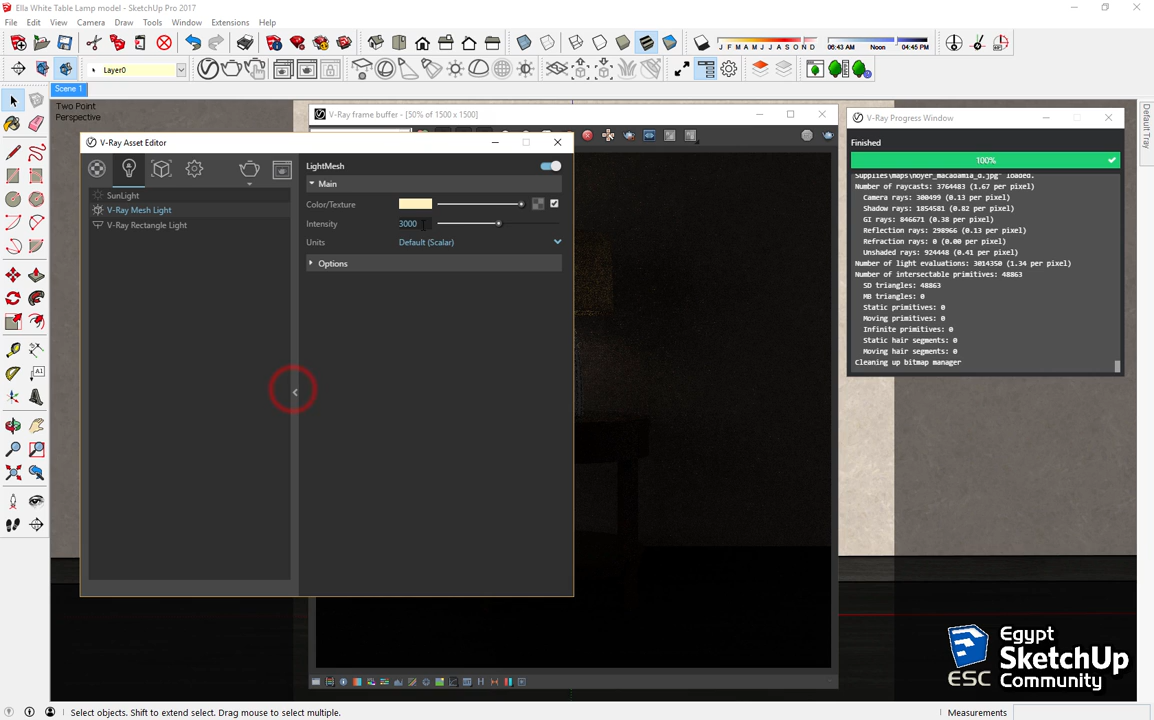 Ella White Table Lamp model - SketchUp Pro 2017
File Edit View Camera Draw Tools Window Extensions Help
J F M A M J J A S O N D 06:43 AM Noon 04:45 PM
Layer0
Scene 1
Two Point
Perspective
Default Tray
V-Ray frame buffer - [50% of 1500 x 1500]
V-Ray Progress Window
Finished
100%
Supplies\maps\hoyer_macadamia_d.jpg" loaded.
Number of raycasts: 3764483 (1.67 per pixel)
Camera rays: 300499 (0.13 per pixel)
Shadow rays: 1854581 (0.82 per pixel)
GI rays: 846671 (0.38 per pixel)
Reflection rays: 298966 (0.13 per pixel)
Refraction rays: 0 (0.00 per pixel)
Unshaded rays: 924448 (0.41 per pixel)
Number of light evaluations: 3014350 (1.34 per pixel)
Number of intersectable primitives: 48863
SD triangles: 48863
MB triangles: 0
Static primitives: 0
Moving primitives: 0
Infinite primitives: 0
Static hair segments: 0
Moving hair segments: 0
Cleaning up bitmap manager
V-Ray Asset Editor
SunLight
V-Ray Mesh Light
V-Ray Rectangle Light
LightMesh
Main
Color/Texture
Intensity 3000
Units Default (Scalar)
Options
Egypt
SketchUp
ESC Community
Select objects. Shift to extend select. Drag mouse to select multiple.
Measurements